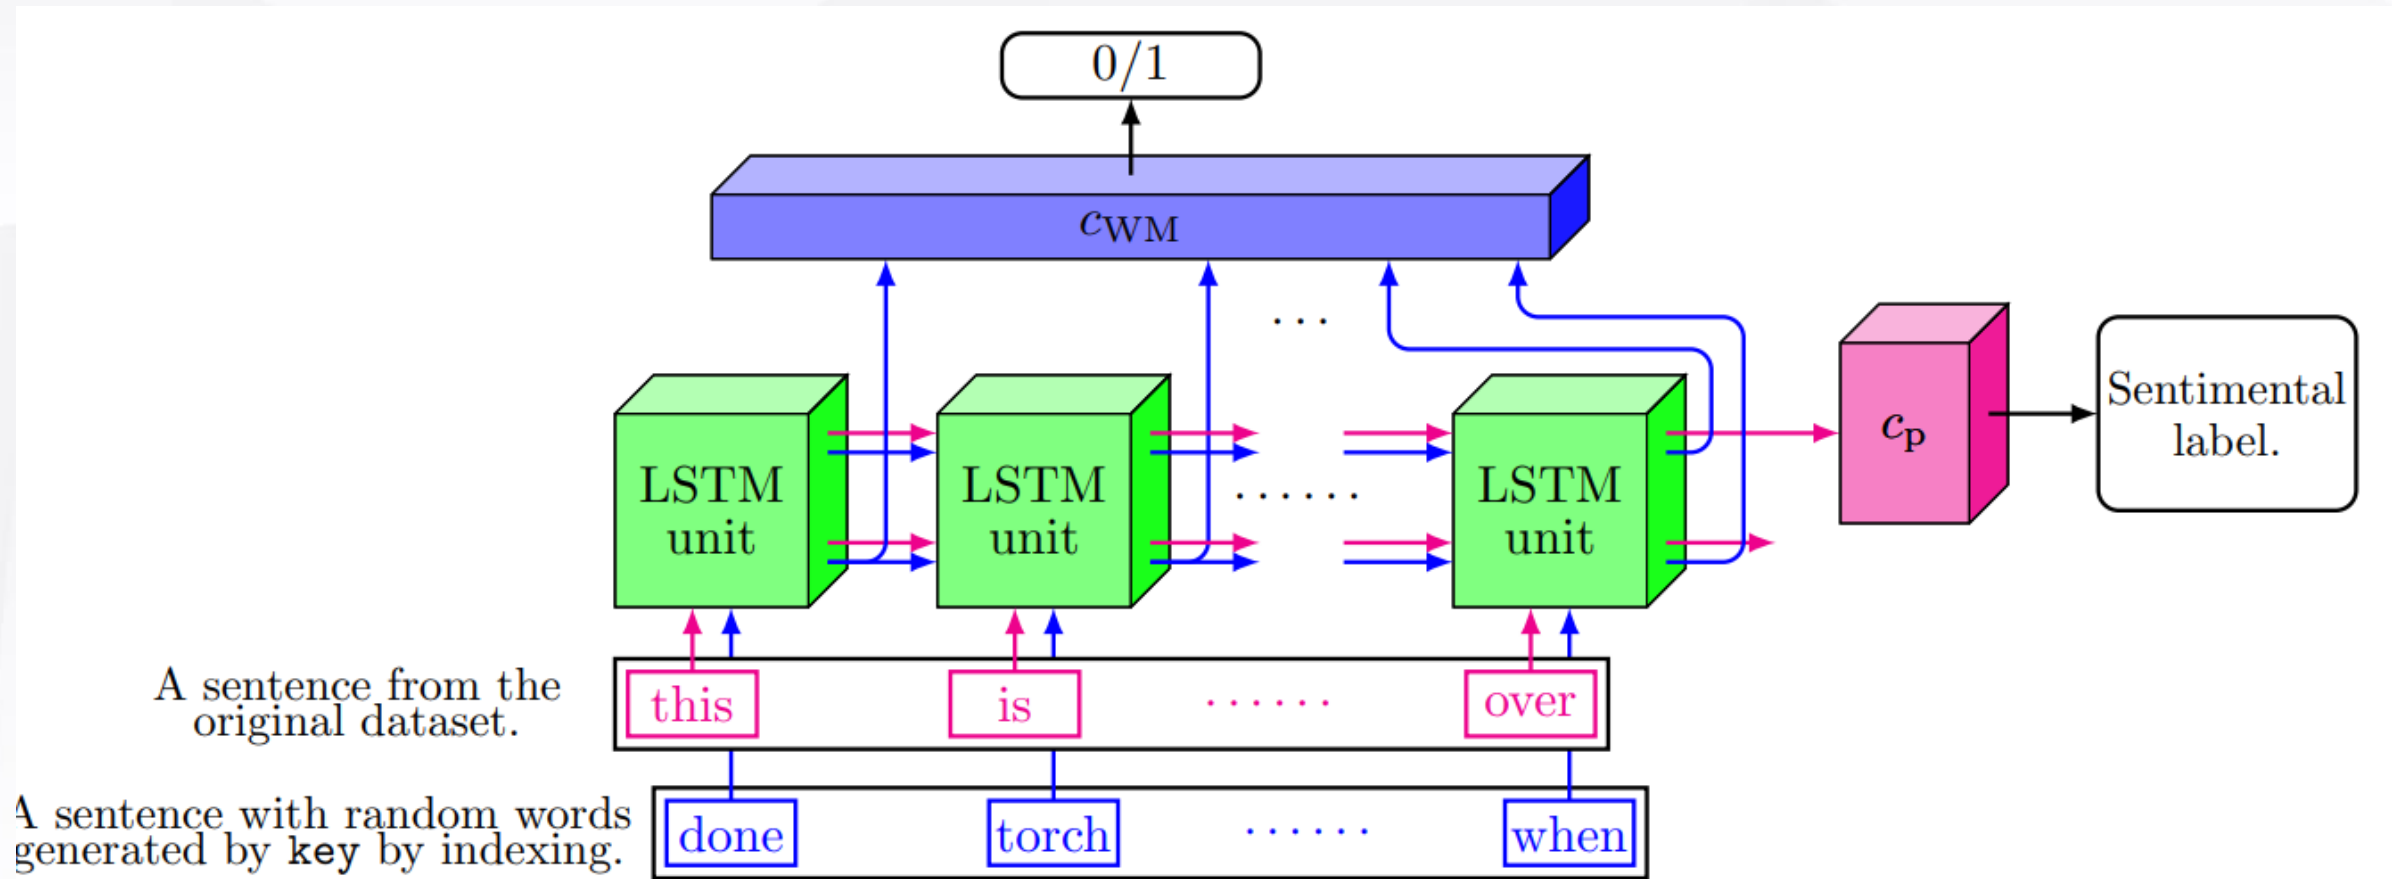 0/1
cWM
. . .
LSTM
unit
LSTM
unit
......
LSTM
unit
cp
Sentimental
label.
A sentence from the
original dataset.
this
is
......
over
A sentence with random words
generated by key by indexing.
done
torch
......
when